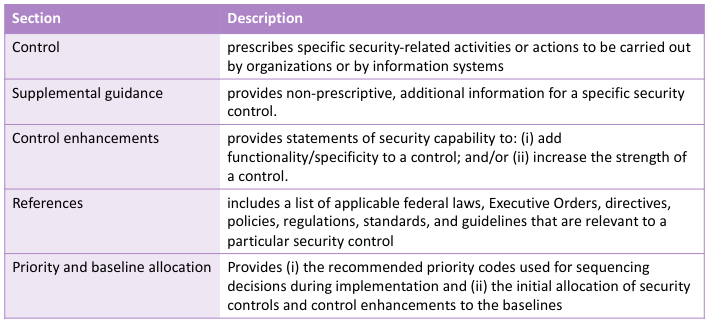 Section Description
Control prescribes specific security-related activities or actions to be carried out
by organizations or by information systems
Supplemental guidance provides non-prescriptive, additional information for a specific security
control.
Control enhancements provides statements of security capability to: (i) add
functionality/specificity to a control; and/or (ii) increase the strength of
a control.
References includes a list of applicable federal laws, Executive Orders, directives,
policies, regulations, standards, and guidelines that are relevant to a
particular security control
Priority and baseline allocation Provides (i) the recommended priority codes used for sequencing
decisions during implementation and (ii) the initial allocation of security
controls and control enhancements to the baselines